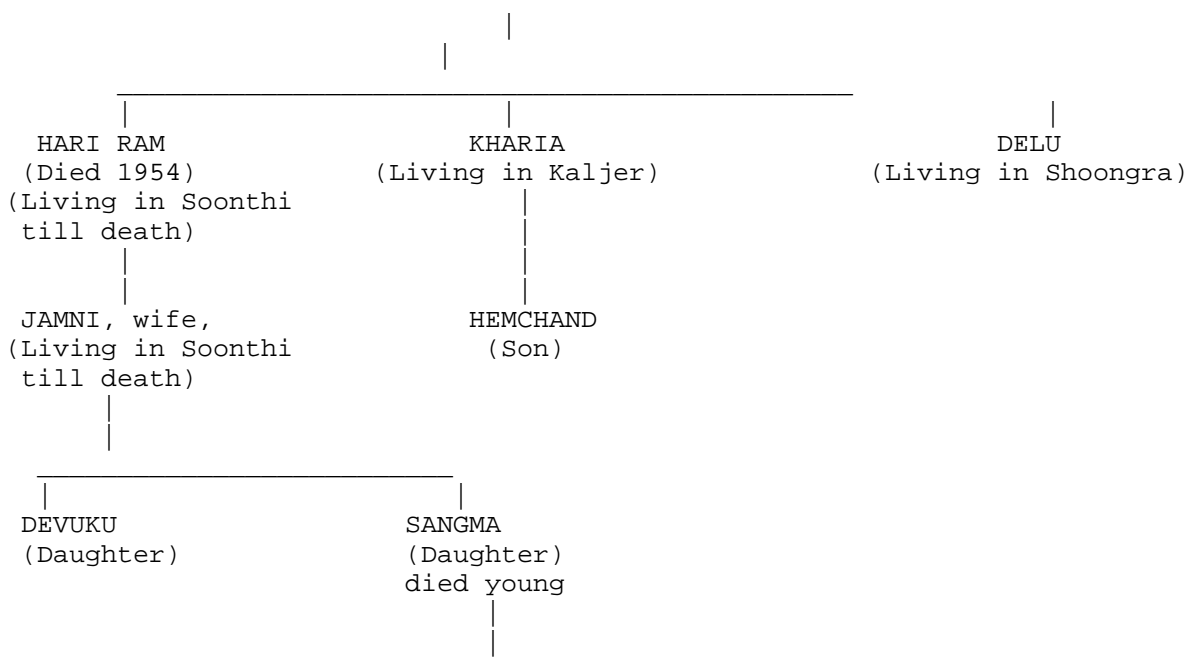 HARI RAM KHARIA DELU
(Died 1954) (Living in Kaljer) (Living in Shoongra)
(Living in Soonthi
till death)
JAMNI, wife, HEMCHAND
(Living in Soonthi (Son)
till death)
DEVUKU SANGMA
(Daughter) (Daughter)
died young